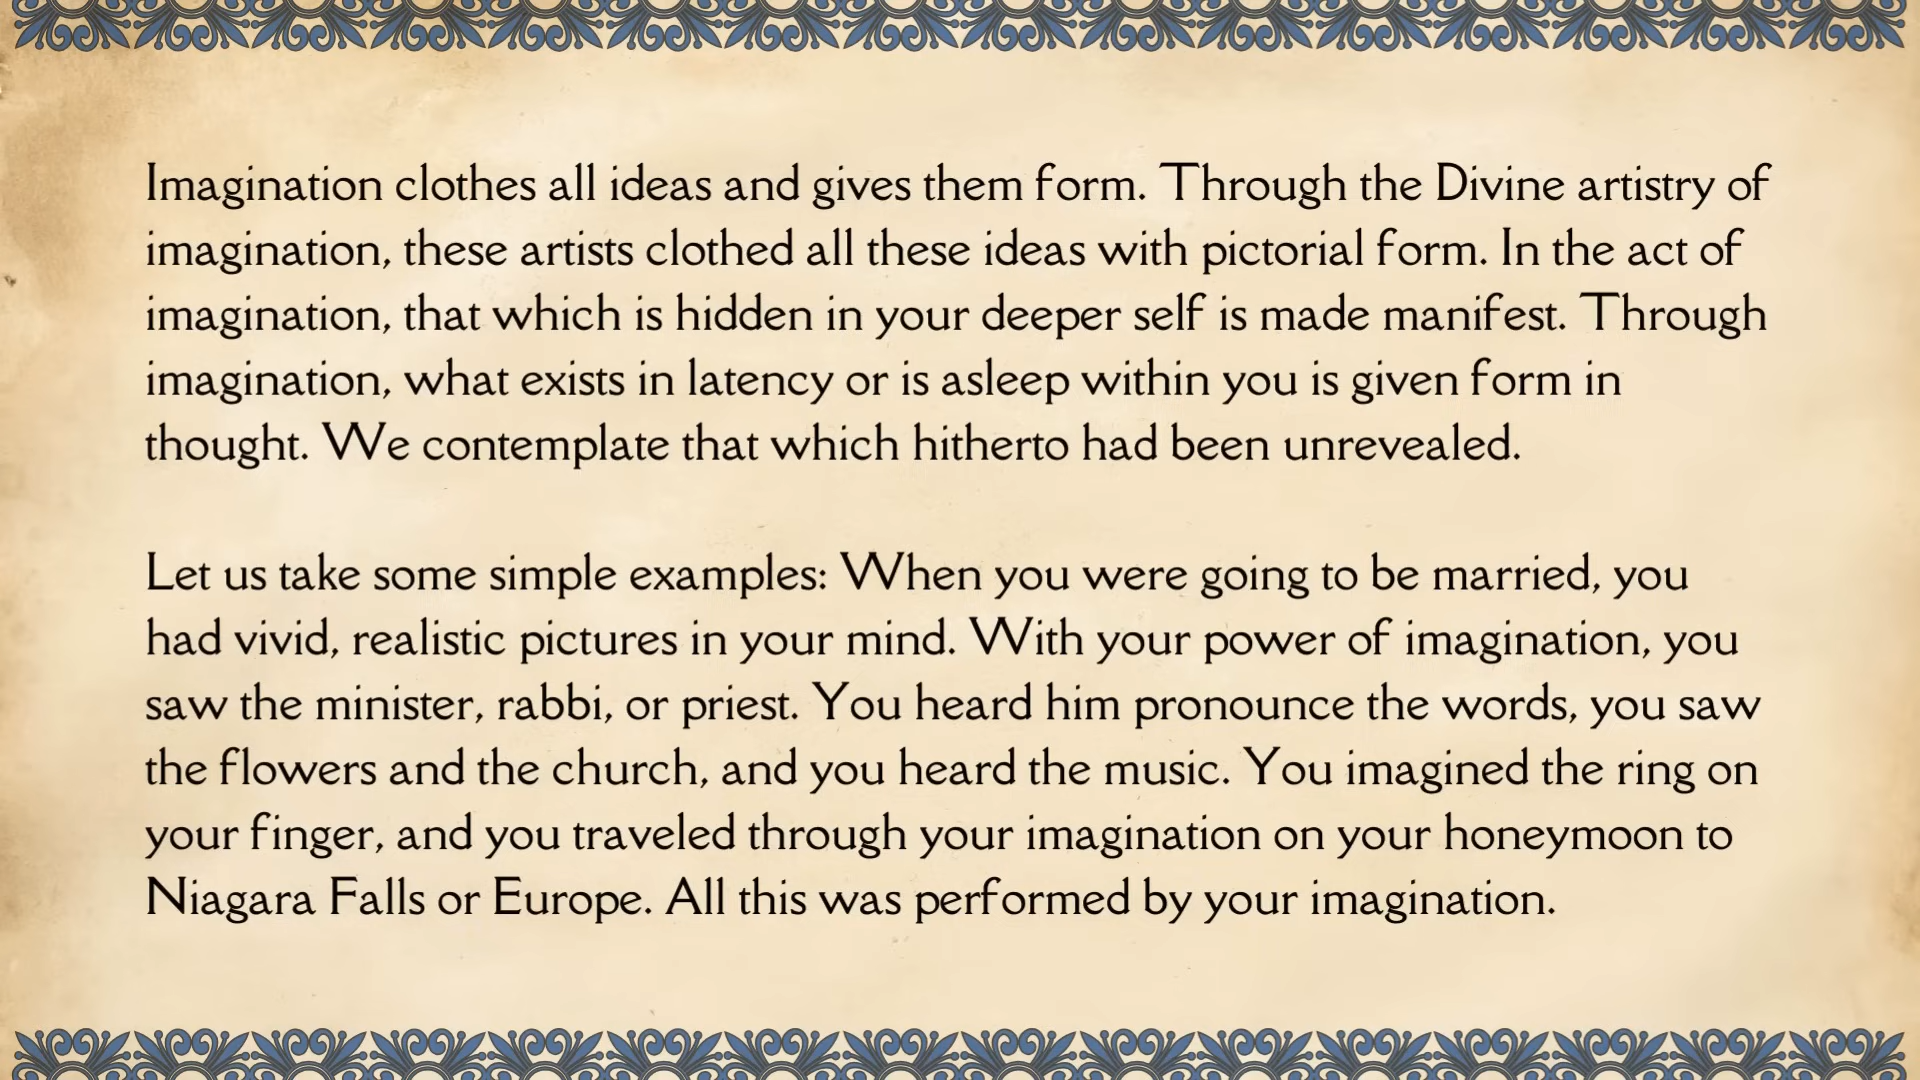 Imagination clothes all ideas and gives them form. Through the Divine artistry of
imagination, these artists clothed all these ideas with pictorial form. In the act of
imagination, that which is hidden in your deeper self is made manifest. Through
imagination, what exists in latency or is asleep within you is given form in
thought. We contemplate that which hitherto had been unrevealed.
Let us take some simple examples: When you were going to be married, you
had vivid, realistic pictures in your mind. With your power of imagination, you
saw the minister, rabbi, or priest. You heard him pronounce the words, you saw
the flowers and the church, and you heard the music. You imagined the ring on
your finger, and you traveled through your imagination on your honeymoon to
Niagara Falls or Europe. All this was performed by your imagination.